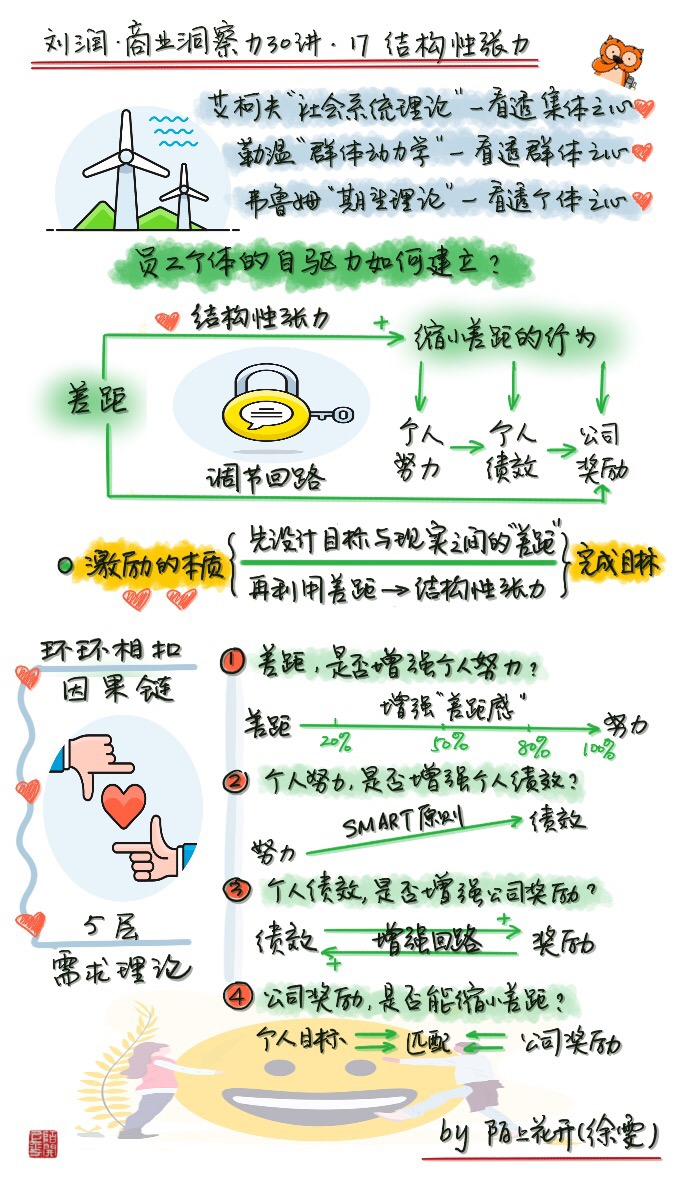 刘润·商业洞察力30讲·17 结构性张力
艾柯夫"社会系统理论"—看透集体之心
勒温"群体动力学"—看透群体之心
弗鲁姆"期望理论"—看透个体之心
员工个体的自驱力如何建立?
结构性张力 +
缩小差距的行为
差距
个人努力
个人绩效
公司奖励
调节回路
激励的本质
先设计目标与现实之间的"差距"
再利用差距→结构性张力
完成目标
环环相扣
因果链
5层
需求理论
① 差距,是否增强个人努力?
差距 增强"差距感" 努力
20% 50% 80% 100%
② 个人努力,是否增强个人绩效?
努力 SMART原则 绩效
③ 个人绩效,是否增强公司奖励?
绩效 增强回路 奖励
+ +
④ 公司奖励,是否能缩小差距?
个人目标 匹配 公司奖励
by 陌上花开(徐雯)